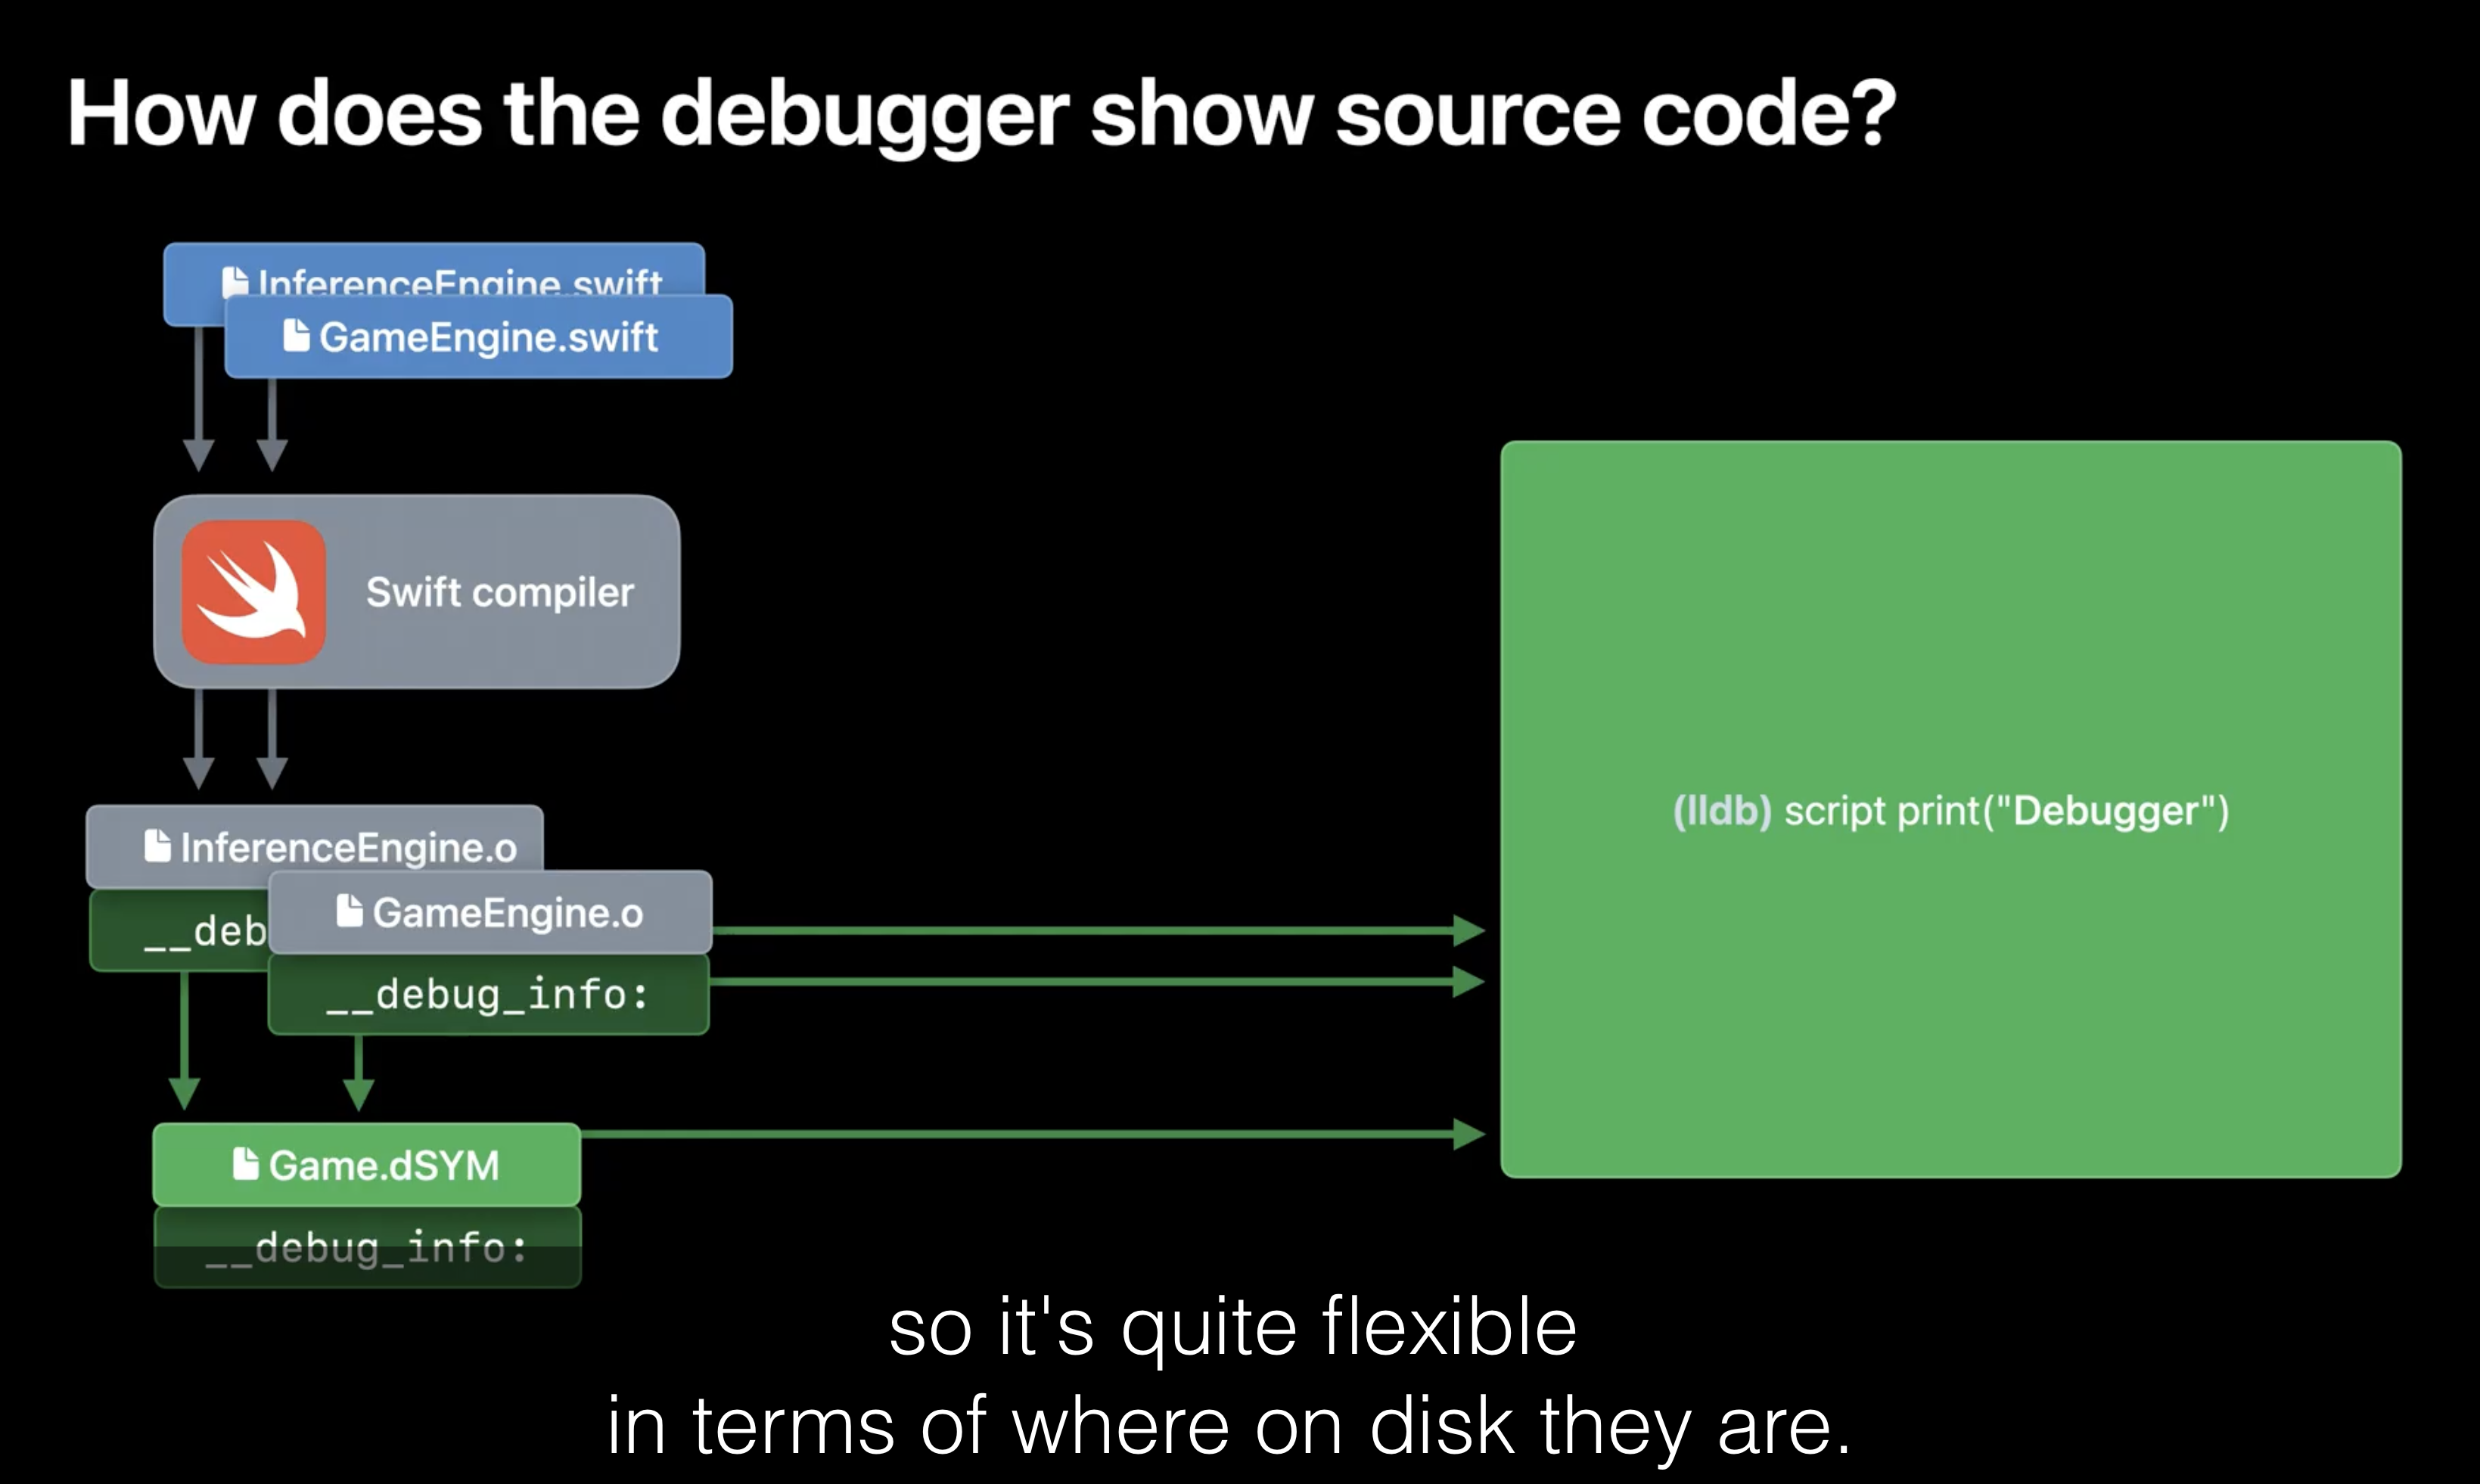 How does the debugger show source code?
InferenceEngine.swift
GameEngine.swift
Swift compiler
InferenceEngine.o
__deb
GameEngine.o
__debug_info:
(lldb) script print("Debugger")
Game.dSYM
__debug_info:
so it's quite flexible
in terms of where on disk they are.